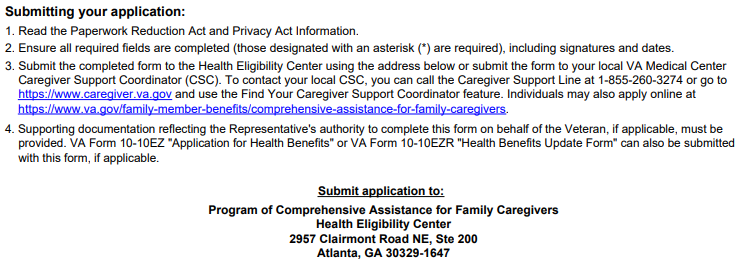 Submitting your application:
1. Read the Paperwork Reduction Act and Privacy Act Information.
2. Ensure all required fields are completed (those designated with an asterisk (*) are required), including signatures and dates.
3. Submit the completed form to the Health Eligibility Center using the address below or submit the form to your local VA Medical Center
Caregiver Support Coordinator (CSC). To contact your local CSC, you can call the Caregiver Support Line at 1-855-260-3274 or go to
https://www.caregiver.va.gov and use the Find Your Caregiver Support Coordinator feature. Individuals may also apply online at
https://www.va.gov/family-member-benefits/comprehensive-assistance-for-family-caregivers.
4. Supporting documentation reflecting the Representative's authority to complete this form on behalf of the Veteran, if applicable, must be
provided. VA Form 10-10EZ "Application for Health Benefits" or VA Form 10-10EZR "Health Benefits Update Form" can also be submitted
with this form, if applicable.
Submit application to:
Program of Comprehensive Assistance for Family Caregivers
Health Eligibility Center
2957 Clairmont Road NE, Ste 200
Atlanta, GA 30329-1647